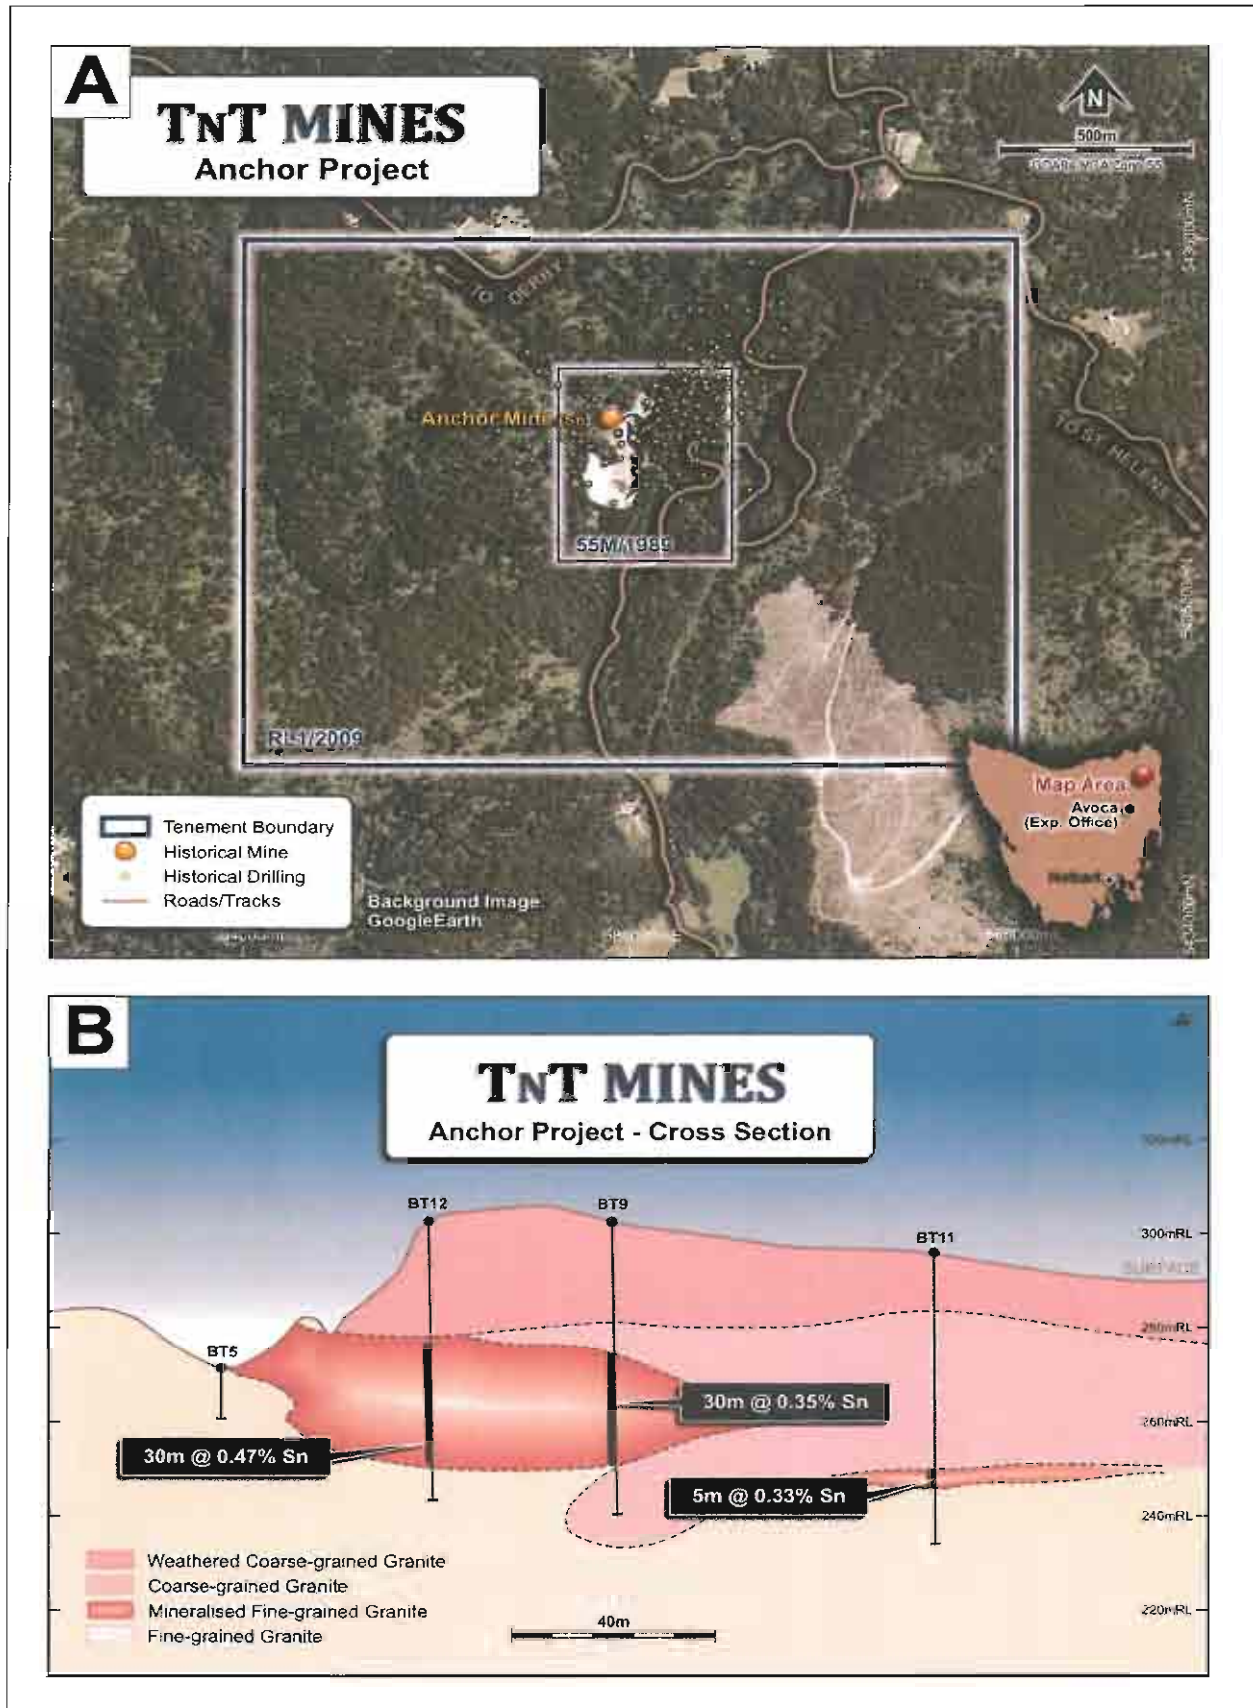 A
TNT MINES
Anchor Project
N
500m
TO
TO ST HELENS
Anchor Mine (Sn)
55M/1989
RL1/2009
Map Area
Avoca
(Exp. Office)
Hobart
Tenement Boundary
Historical Mine
Historical Drilling
Roads/Tracks
Background Image
GoogleEarth
B
TNT MINES
Anchor Project - Cross Section
BT12
BT9
BT11
BT5
300mRL
SURFACE
280mRL
260mRL
240mRL
220mRL
30m @ 0.35% Sn
30m @ 0.47% Sn
5m @ 0.33% Sn
Weathered Coarse-grained Granite
Coarse-grained Granite
Mineralised Fine-grained Granite
Fine-grained Granite
40m